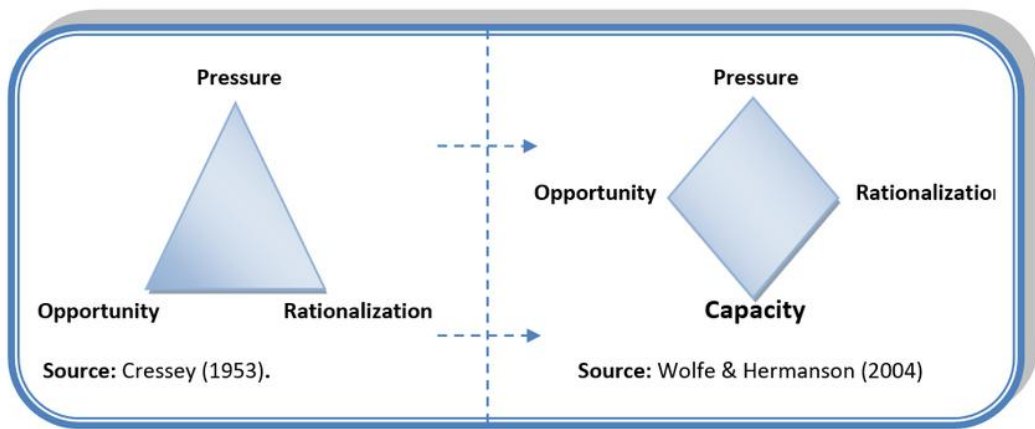 Pressure
Opportunity Rationalization
Source: Cressey (1953).
Pressure
Opportunity Rationalizatio
Capacity
Source: Wolfe & Hermanson (2004)